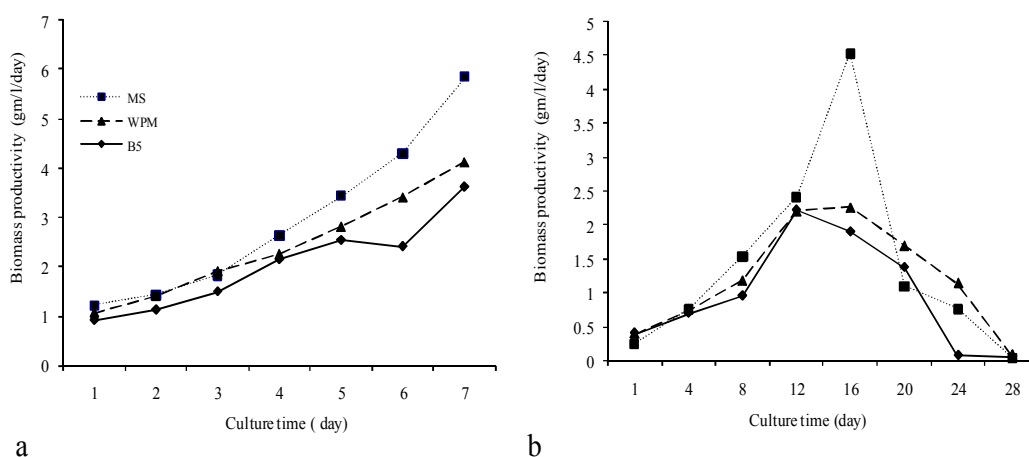 Biomass productivity (gm/l/day)
7
6
5
4
3
2
1
0
MS
WPM
B5
1 2 3 4 5 6 7
Culture time ( day)
a
Biomass productivity (gm/l/day)
5
4.5
4
3.5
3
2.5
2
1.5
1
0.5
0
1 4 8 12 16 20 24 28
Culture time (day)
b